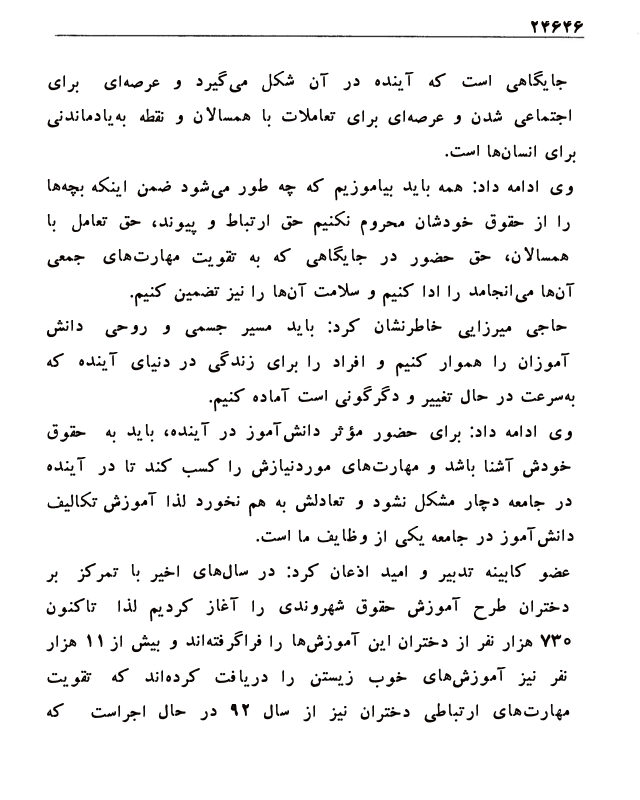 ۲۴۶۴۶
جایگاهی است که آینده در آن شکل می‌گیرد و عرصه‌ای برای
اجتماعی شدن و عرصه‌ای برای تعاملات با همسالان و نقطه به‌یادماندنی
برای انسان‌ها است.
وی ادامه داد: همه باید بیاموزیم که چه طور می‌شود ضمن اینکه بچه‌ها
را از حقوق خودشان محروم نکنیم حق ارتباط و پیوند، حق تعامل با
همسالان، حق حضور در جایگاهی که به تقویت مهارت‌های جمعی
آن‌ها می‌انجامد را ادا کنیم و سلامت آن‌ها را نیز تضمین کنیم.
حاجی میرزایی خاطرنشان کرد: باید مسیر جسمی و روحی دانش
آموزان را هموار کنیم و افراد را برای زندگی در دنیای آینده که
به‌سرعت در حال تغییر و دگرگونی است آماده کنیم.
وی ادامه داد: برای حضور مؤثر دانش‌آموز در آینده، باید به حقوق
خودش آشنا باشد و مهارت‌های موردنیازش را کسب کند تا در آینده
در جامعه دچار مشکل نشود و تعادلش به هم نخورد لذا آموزش تکالیف
دانش‌آموز در جامعه یکی از وظایف ما است.
عضو کابینه تدبیر و امید اذعان کرد: در سال‌های اخیر با تمرکز بر
دختران طرح آموزش حقوق شهروندی را آغاز کردیم لذا تاکنون
۷۳۰ هزار نفر از دختران این آموزش‌ها را فراگرفته‌اند و بیش از ۱۱ هزار
نفر نیز آموزش‌های خوب زیستن را دریافت کرده‌اند که تقویت
مهارت‌های ارتباطی دختران نیز از سال ۹۲ در حال اجراست که